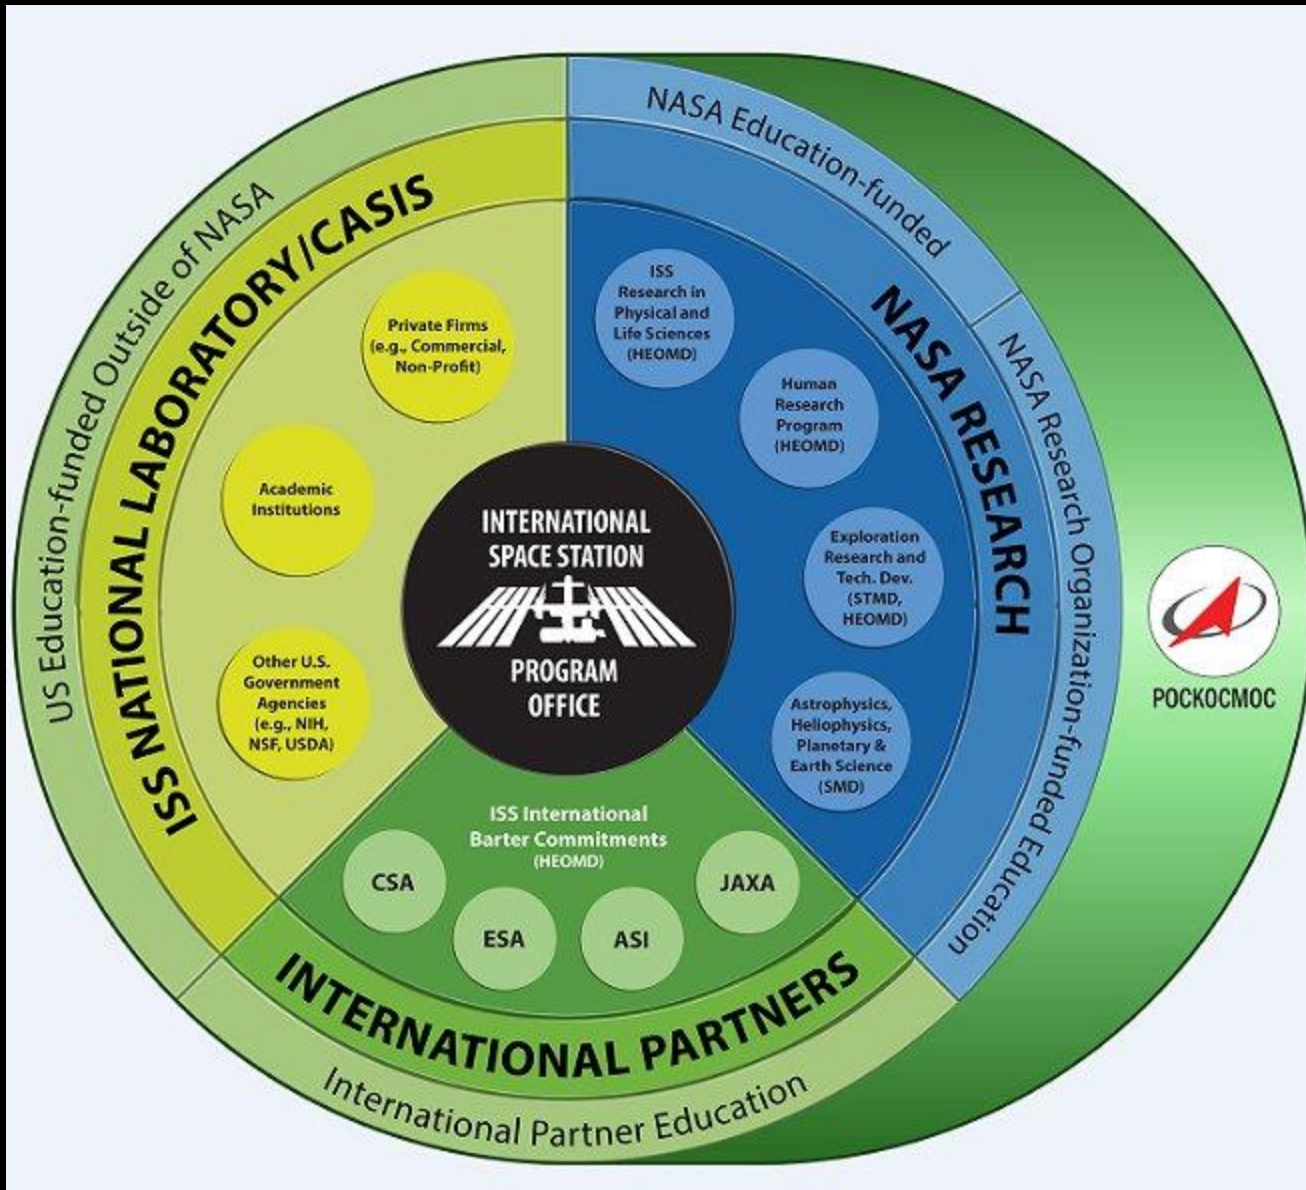 US Education-funded Outside of NASA
ISS NATIONAL LABORATORY/CASIS
Private Firms
(e.g., Commercial,
Non-Profit)
Academic
Institutions
Other U.S.
Government
Agencies
(e.g., NIH,
NSF, USDA)
NASA Education-funded
NASA Research Organization-funded Education
NASA RESEARCH
ISS
Research in
Physical and
Life Sciences
(HEOMD)
Human
Research
Program
(HEOMD)
Exploration
Research and
Tech. Dev.
(STMD,
HEOMD)
Astrophysics,
Heliophysics,
Planetary &
Earth Science
(SMD)
INTERNATIONAL
SPACE STATION
PROGRAM
OFFICE
ISS International
Barter Commitments
(HEOMD)
CSA
ESA
ASI
JAXA
INTERNATIONAL PARTNERS
International Partner Education
РОСКОСМОС